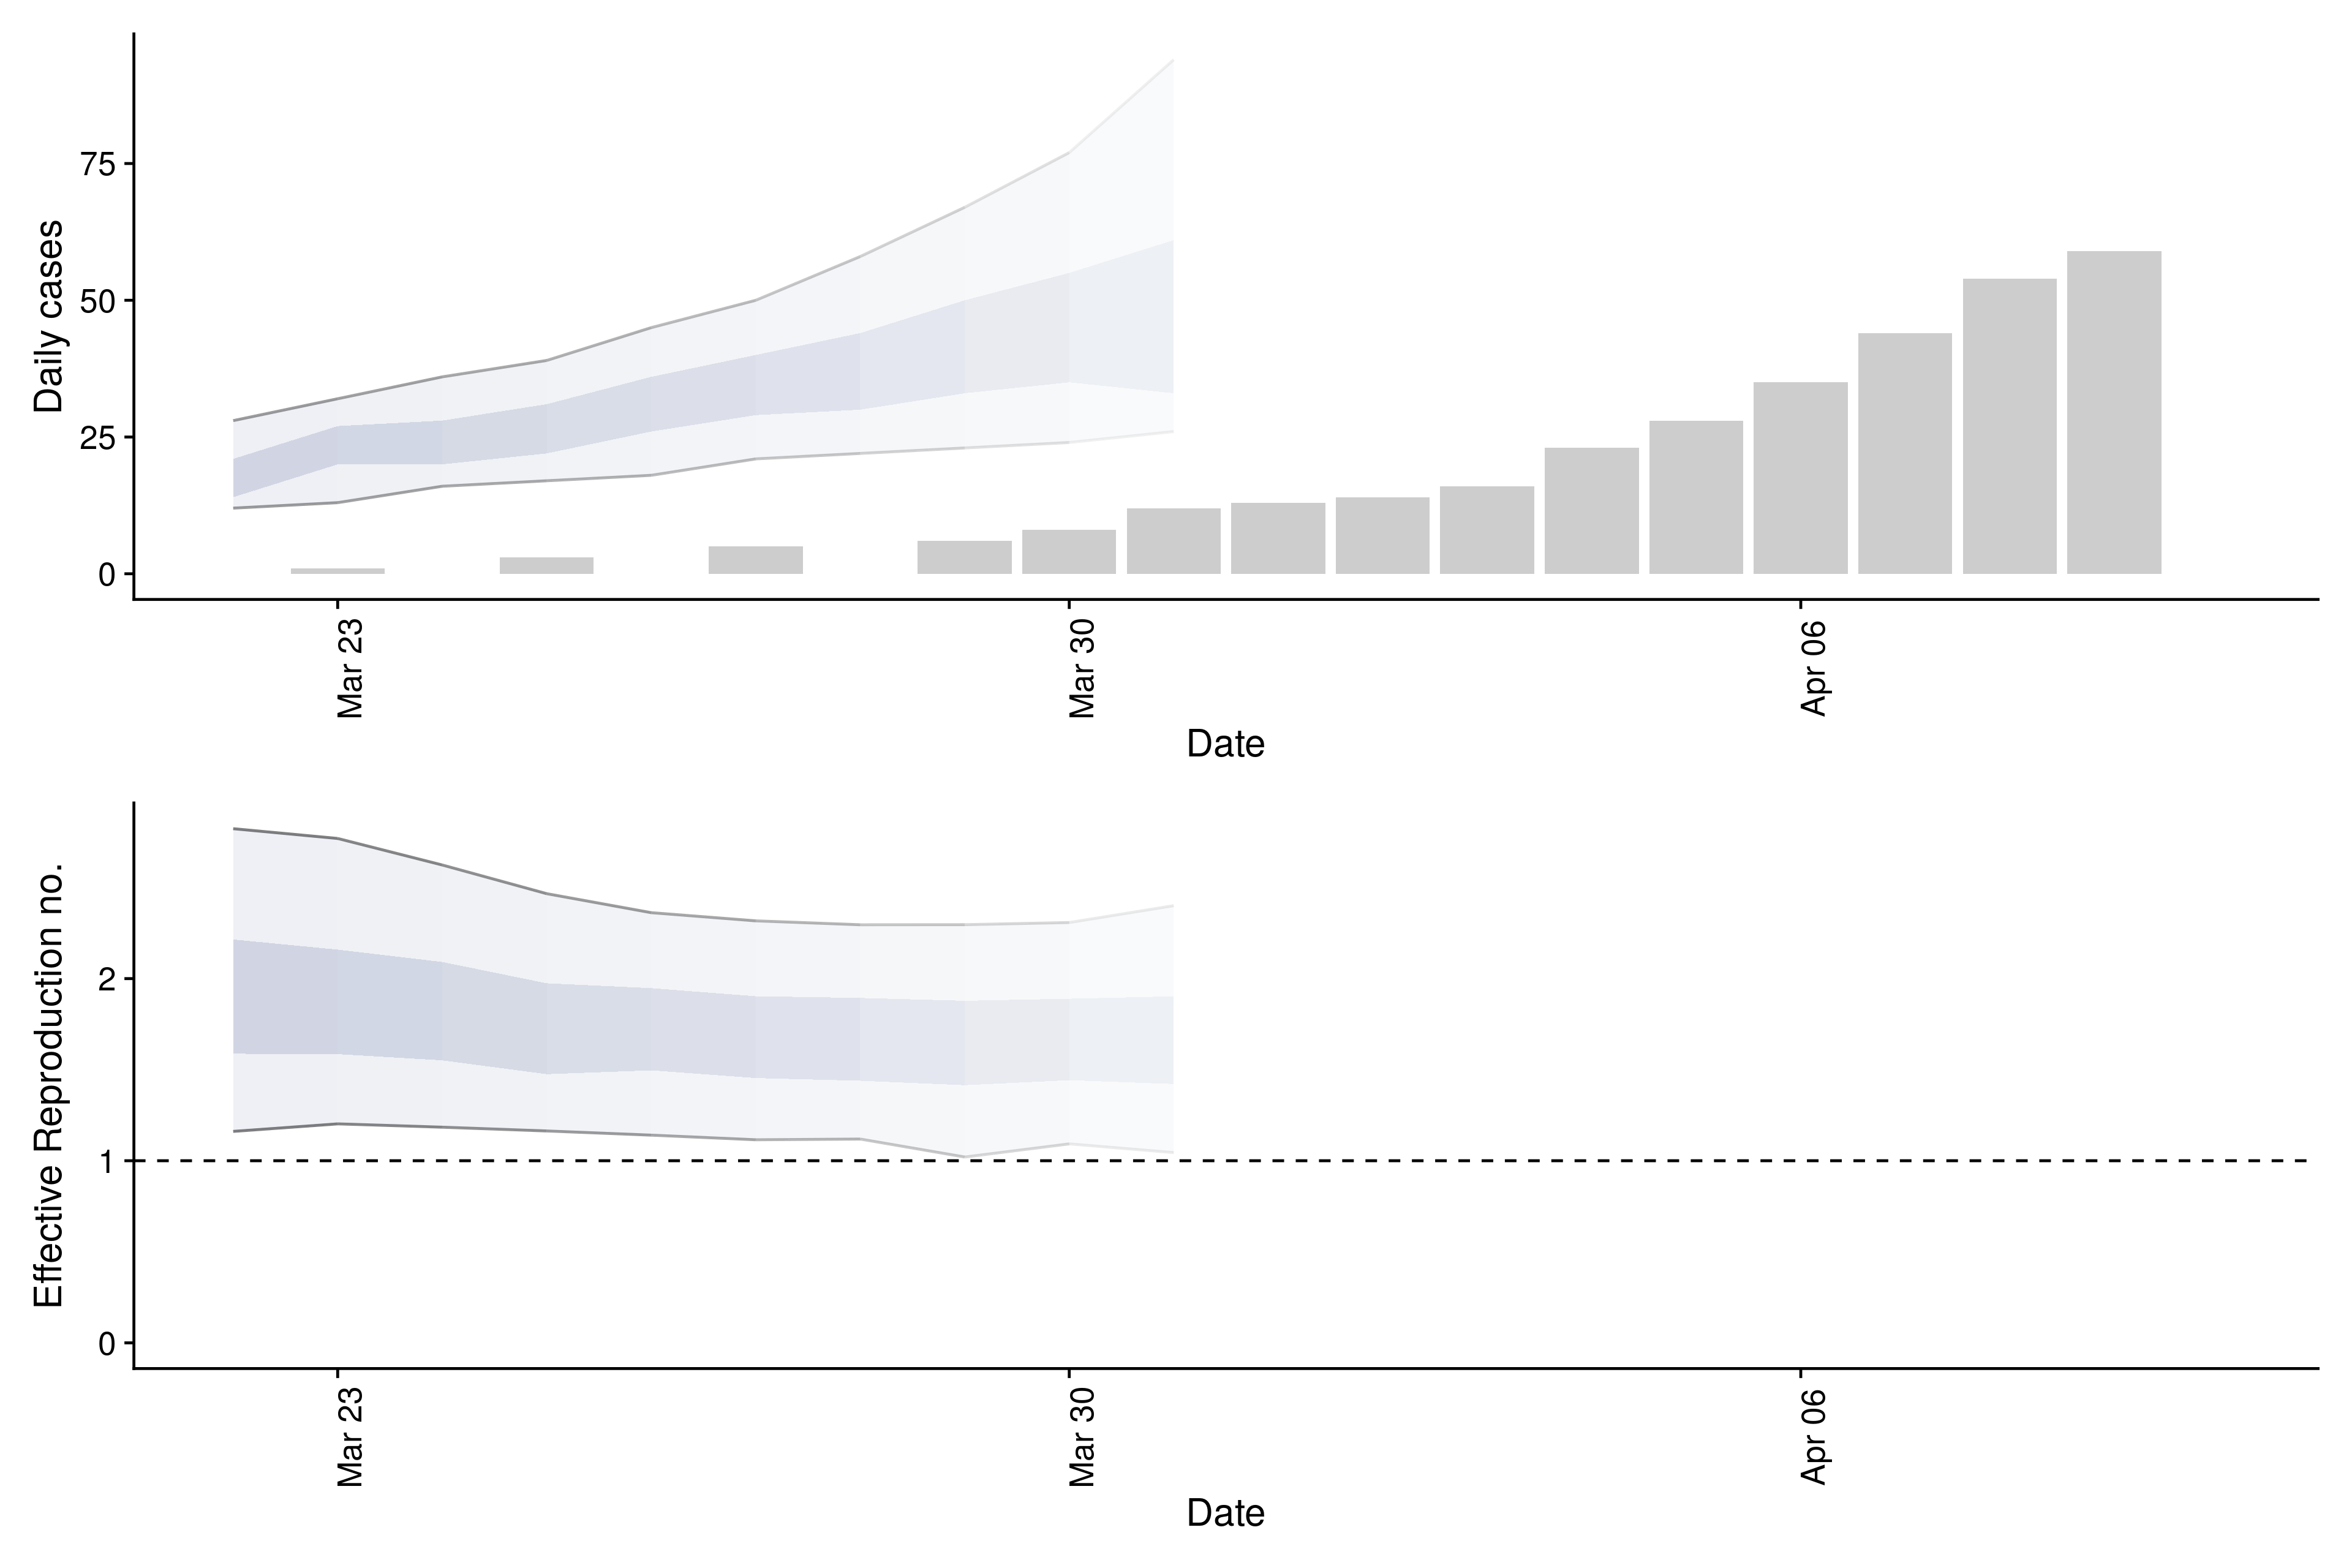 Daily cases
75
50
25
0
Mar 23
Mar 30
Apr 06
Date
Effective Reproduction no.
2
1
0
Mar 23
Mar 30
Apr 06
Date